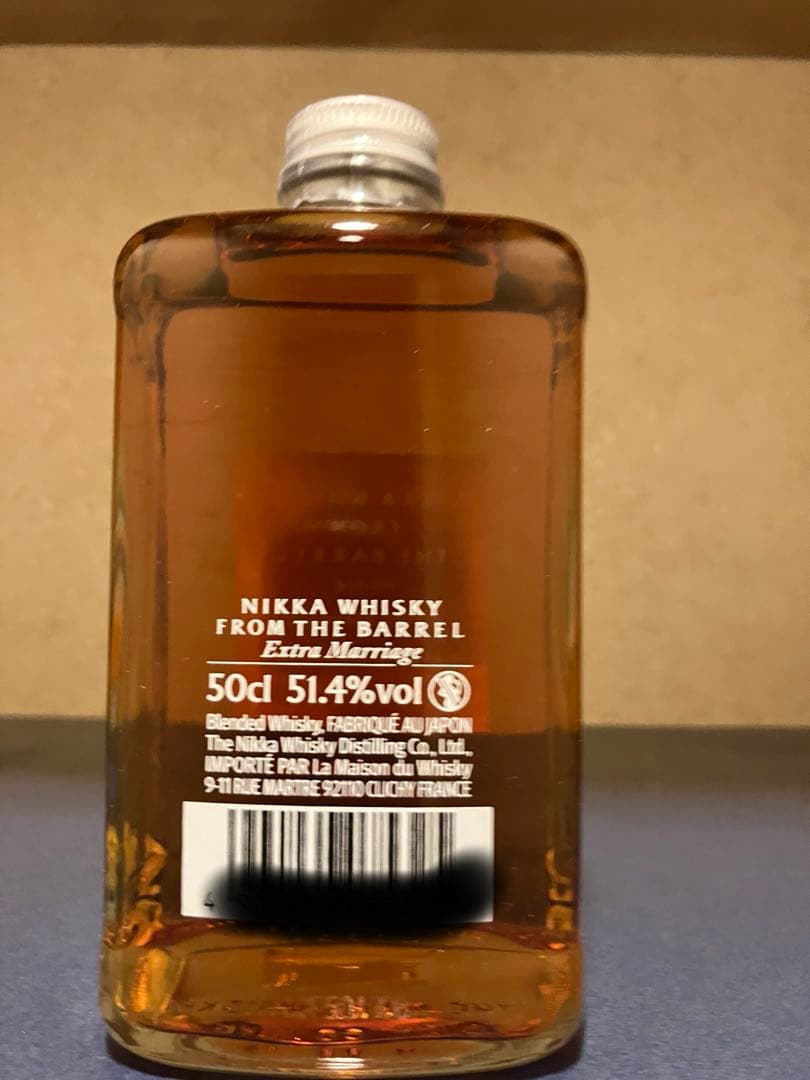 NIKKA WHISKY
FROM THE BARREL
Extra Marriage
50cl 51.4%vol
Blended Whisky, FABRIQUÉ AU JAPON
The Nikka Whisky Distilling Co., Ltd.,
IMPORTÉ PAR La Maison du Whisky
9-11 RUE MARTRE 92110 CLICHY FRANCE
4